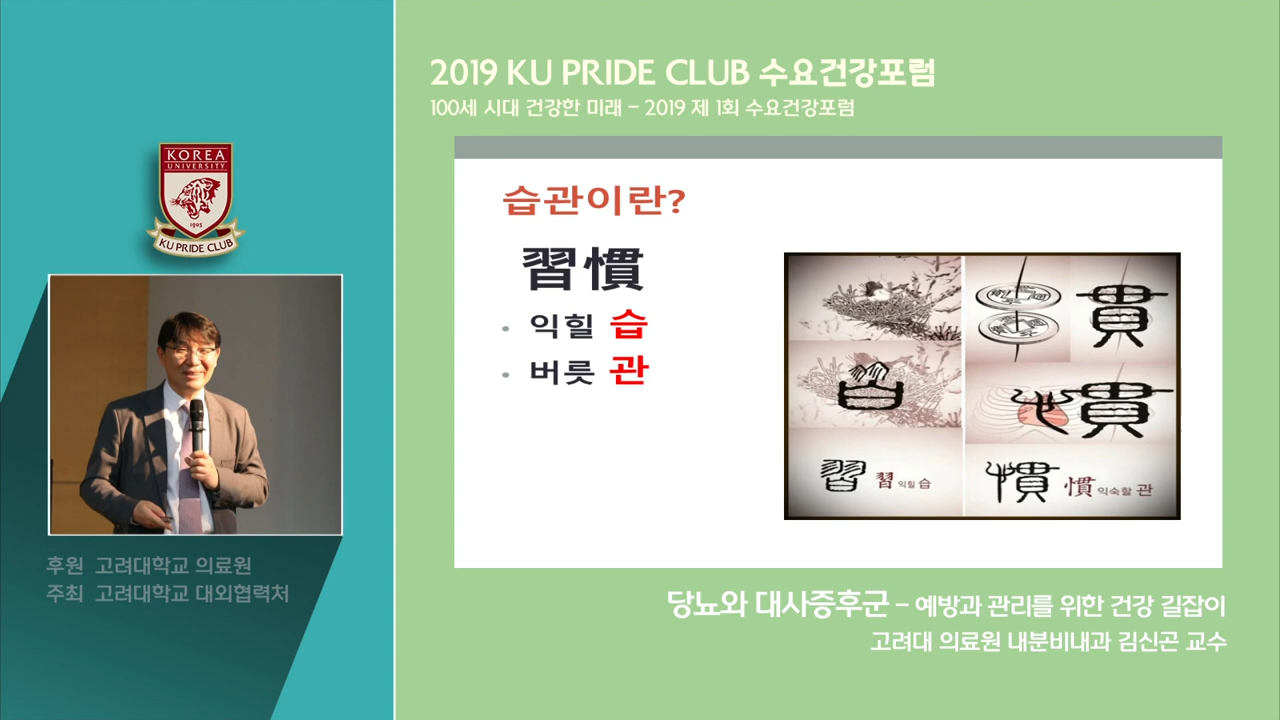 2019 KU PRIDE CLUB 수요건강포럼
100세 시대 건강한 미래 – 2019 제 1회 수요건강포럼
KOREA
UNIVERSITY
1905
KU PRIDE CLUB
습관이란?
習慣
• 익힐 습
• 버릇 관
貫
貫
習 習 익힐 습
慣 慣 익숙할 관
후원 고려대학교 의료원
주최 고려대학교 대외협력처
당뇨와 대사증후군 – 예방과 관리를 위한 건강 길잡이
고려대 의료원 내분비내과 김신곤 교수